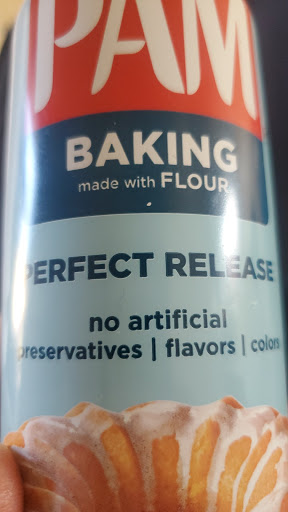 PAM
BAKING
made with FLOUR
PERFECT RELEASE
no artificial
preservatives | flavors | colors